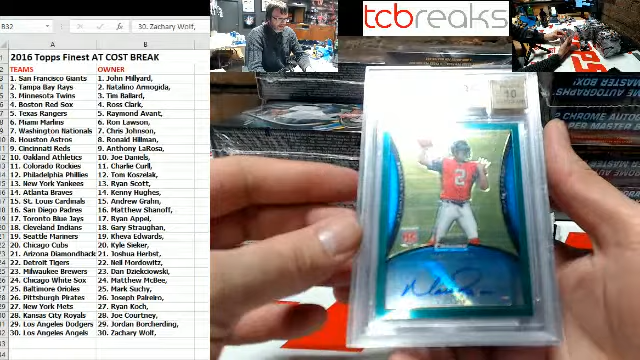 B32
30. Zachary Wolf,
A
B
2016 Topps Finest AT COST BREAK
TEAMS OWNER
1. San Francisco Giants 1. John Millyard,
2. Tampa Bay Rays 2. Natalino Armogida,
3. Minnesota Twins 3. Tim Ballard,
4. Boston Red Sox 4. Ross Clark,
5. Texas Rangers 5. Raymond Avant,
6. Miami Marlins 6. Ron Lawson,
7. Washington Nationals 7. Chris Johnson,
8. Houston Astros 8. Ronald Hillman,
9. Cincinnati Reds 9. Anthony LaRosa,
10. Oakland Athletics 10. Joe Daniels,
11. Colorado Rockies 11. Charlie Curll,
12. Philadelphia Phillies 12. Tom Koszelak,
13. New York Yankees 13. Ryan Scott,
14. Atlanta Braves 14. Kenny Hughes,
15. St. Louis Cardinals 15. Andrew Grahn,
16. San Diego Padres 16. Matthew Shanoff,
17. Toronto Blue Jays 17. Ryan Appel,
18. Cleveland Indians 18. Gary Straughan,
19. Seattle Mariners 19. Kheva Edwards,
20. Chicago Cubs 20. Kyle Sieker,
21. Arizona Diamondback 21. Joshua Herbst,
22. Detroit Tigers 22. Neil Mordowitz,
23. Milwaukee Brewers 23. Dan Dziekciowski,
24. Chicago White Sox 24. Matthew McBee,
25. Baltimore Orioles 25. Mark Suchy,
26. Pittsburgh Pirates 26. Joseph Palreiro,
27. New York Mets 27. Ryan Koch,
28. Kansas City Royals 28. Joe Courtney,
29. Los Angeles Dodgers 29. Jordan Borcherding,
30. Los Angeles Angels 30. Zachary Wolf,
tcbreaks
10
2
CHROME AUTOGRAPHS
PER MASTER